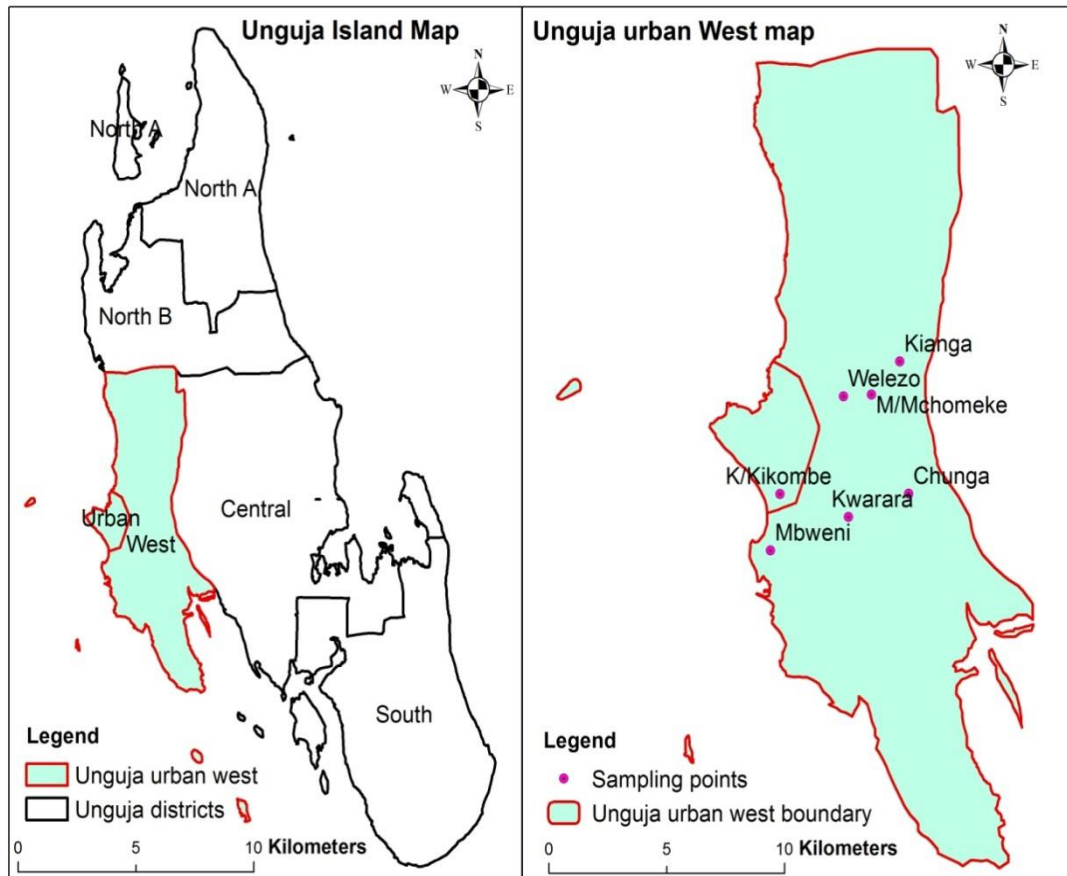 Unguja Island Map
N
W E
S
North A
North A
North B
Central
Urban
West
South
Legend
Unguja urban west
Unguja districts
0 5 10 Kilometers
Unguja urban West map
N
W E
S
Kianga
Welezo
M/Mchomeke
K/Kikombe
Chunga
Kwarara
Mbweni
Legend
Sampling points
Unguja urban west boundary
0 10 Kilometers